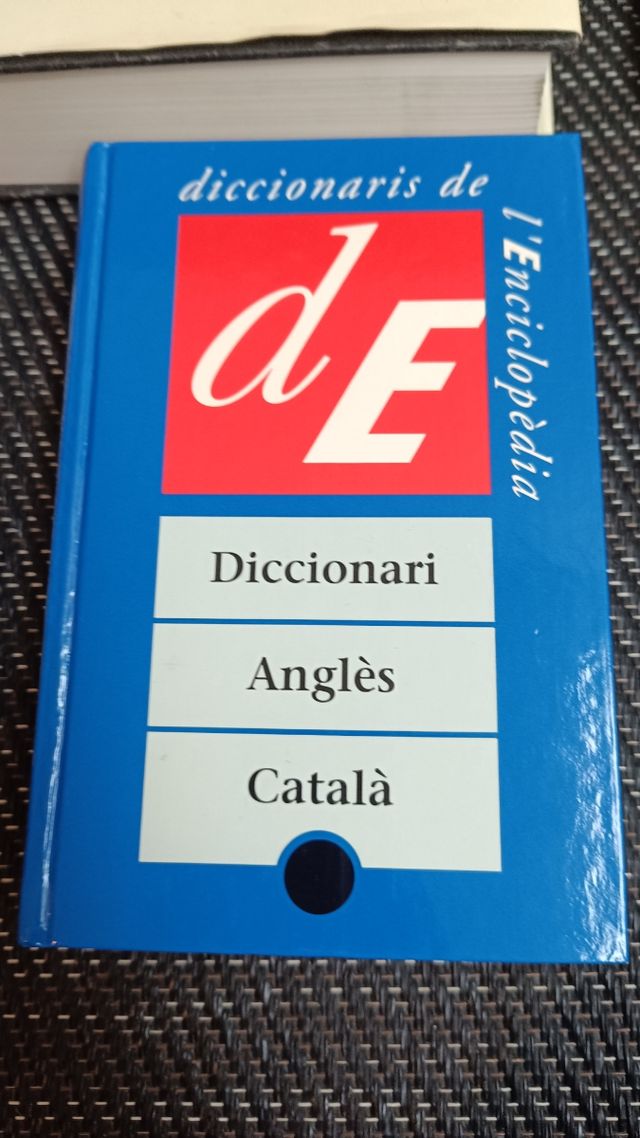 diccionaris de
l'Enciclopèdia
dE
Diccionari
Anglès
Català